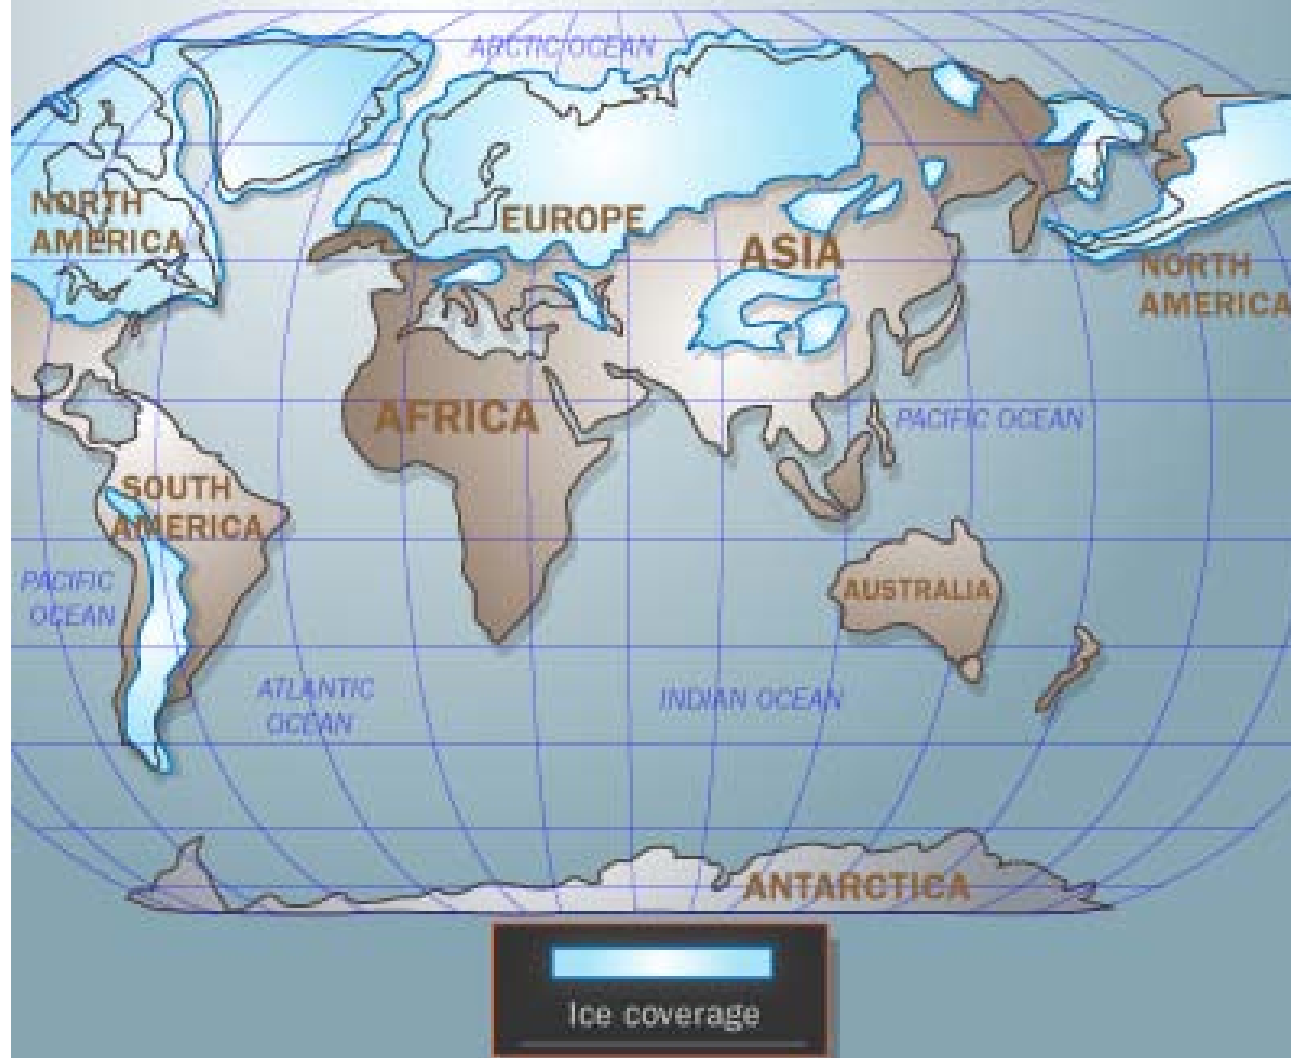 ARCTIC OCEAN
NORTH
AMERICA
EUROPE
ASIA
NORTH
AMERICA
AFRICA
PACIFIC OCEAN
SOUTH
AMERICA
PACIFIC
OCEAN
AUSTRALIA
ATLANTIC
OCEAN
INDIAN OCEAN
ANTARCTICA
Ice coverage